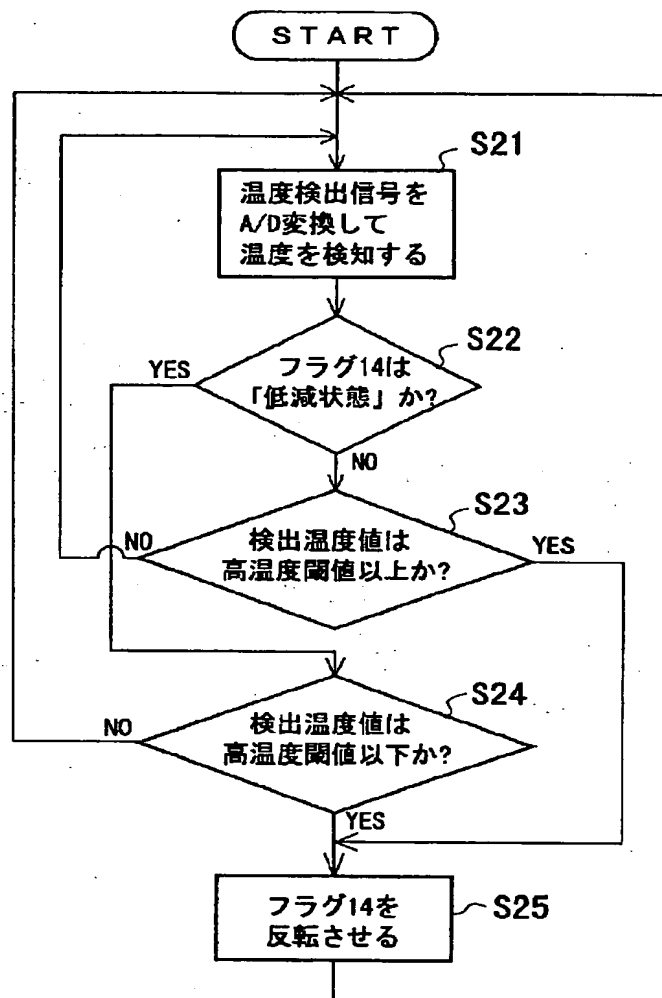 START
S21
温度検出信号を
A/D変換して
温度を検知する
S22
YES
フラグ14は
「低減状態」か?
NO
S23
NO
検出温度値は
高温度閾値以上か?
YES
S24
NO
検出温度値は
高温度閾値以下か?
YES
フラグ14を
反転させる
S25